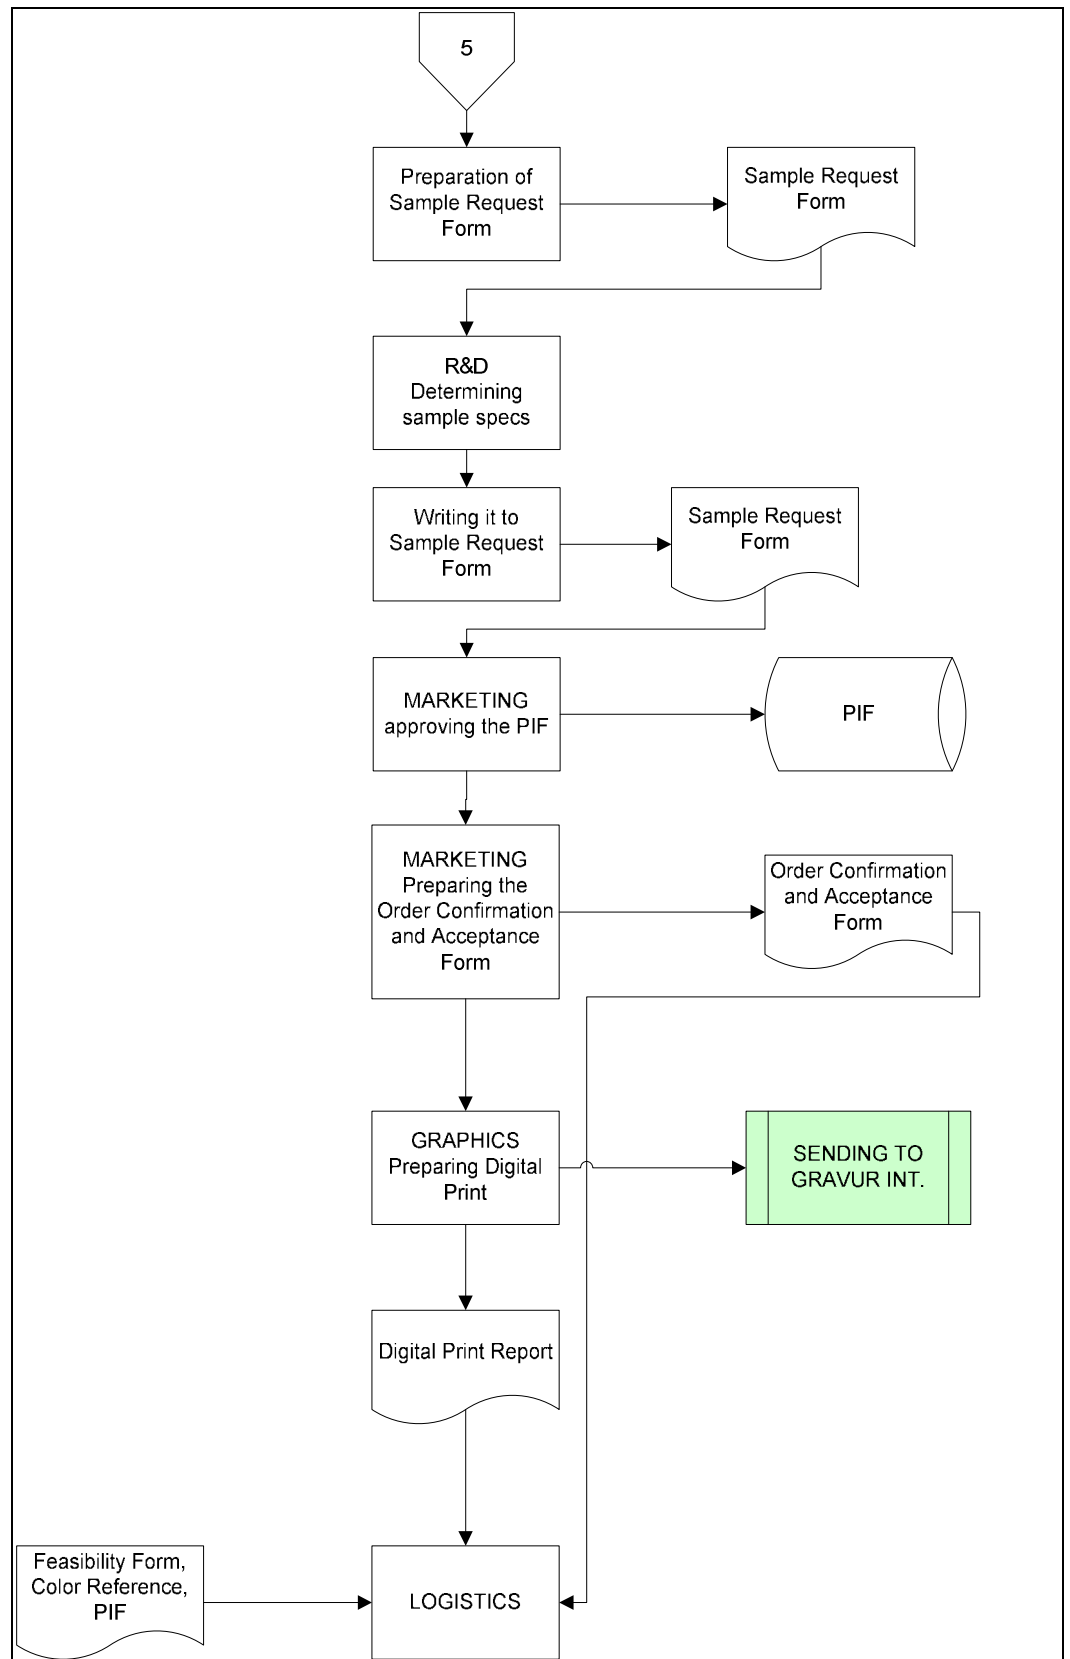 5
Preparation of
Sample Request
Form
Sample Request
Form
R&D
Determining
sample specs
Writing it to
Sample Request
Form
Sample Request
Form
MARKETING
approving the PIF
PIF
MARKETING
Preparing the
Order Confirmation
and Acceptance
Form
Order Confirmation
and Acceptance
Form
GRAPHICS
Preparing Digital
Print
SENDING TO
GRAVUR INT.
Digital Print Report
Feasibility Form,
Color Reference,
PIF
LOGISTICS